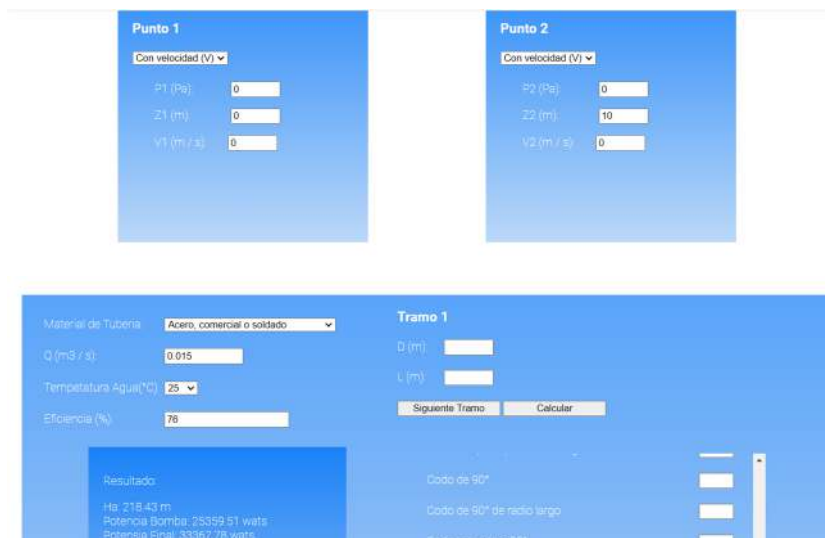 Punto 1
Con velocidad (V)
P1 (Pa): 0
Z1 (m): 0
V1 (m / s): 0
Punto 2
Con velocidad (V)
P2 (Pa): 0
Z2 (m): 10
V2 (m / s): 0
Material de Tuberia: Acero, comercial o soldado
Q (m3 / s): 0.015
Tempetatura Agua(°C) 25
Eficiencia (%): 76
Tramo 1
D (m):
L (m):
Siguiente Tramo Calcular
Resultado:
Ha: 218.43 m
Potencia Bomba: 25359.51 wats
Potensia Final: 33367.78 wats
Codo de 90°
Codo de 90° de radio largo